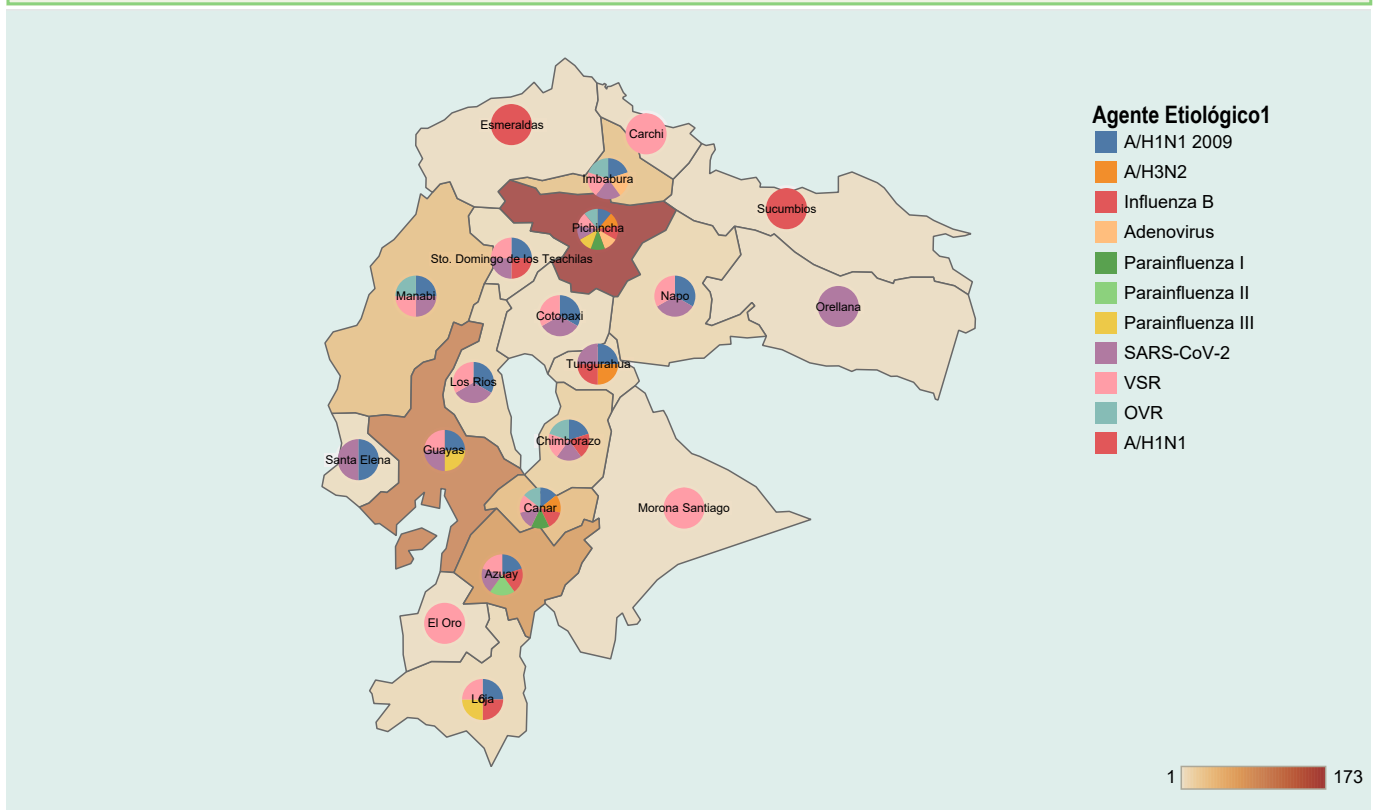 Esmeraldas
Carchi
Imbabura
Sucumbios
Pichincha
Sto. Domingo de los Tsachilas
Manabi
Napo
Orellana
Cotopaxi
Tungurahua
Los Rios
Chimborazo
Guayas
Santa Elena
Canar
Morona Santiago
Azuay
El Oro
Loja
6
Agente Etiológico1
A/H1N1 2009
A/H3N2
Influenza B
Adenovirus
Parainfluenza I
Parainfluenza II
Parainfluenza III
SARS-CoV-2
VSR
OVR
A/H1N1
1
173